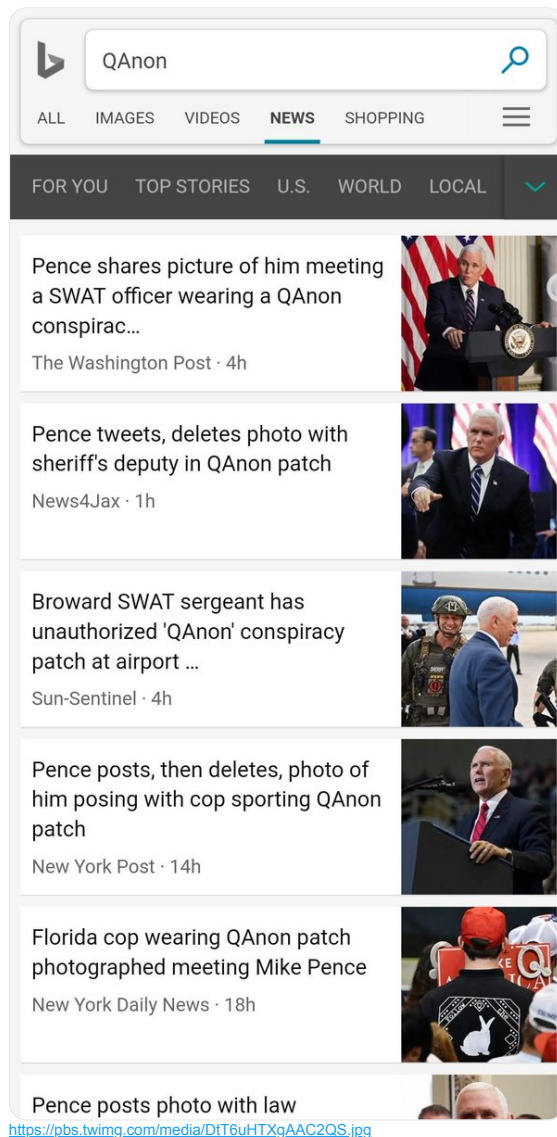 QAnon
ALL IMAGES VIDEOS NEWS SHOPPING
FOR YOU TOP STORIES U.S. WORLD LOCAL
Pence shares picture of him meeting
a SWAT officer wearing a QAnon
conspirac...
The Washington Post · 4h
Pence tweets, deletes photo with
sheriff's deputy in QAnon patch
News4Jax · 1h
Broward SWAT sergeant has
unauthorized 'QAnon' conspiracy
patch at airport ...
Sun-Sentinel · 4h
Pence posts, then deletes, photo of
him posing with cop sporting QAnon
patch
New York Post · 14h
Florida cop wearing QAnon patch
photographed meeting Mike Pence
New York Daily News · 18h
Q
Pence posts photo with law
https://pbs.twimg.com/media/DtT6uHTXgAAC2QS.jpg